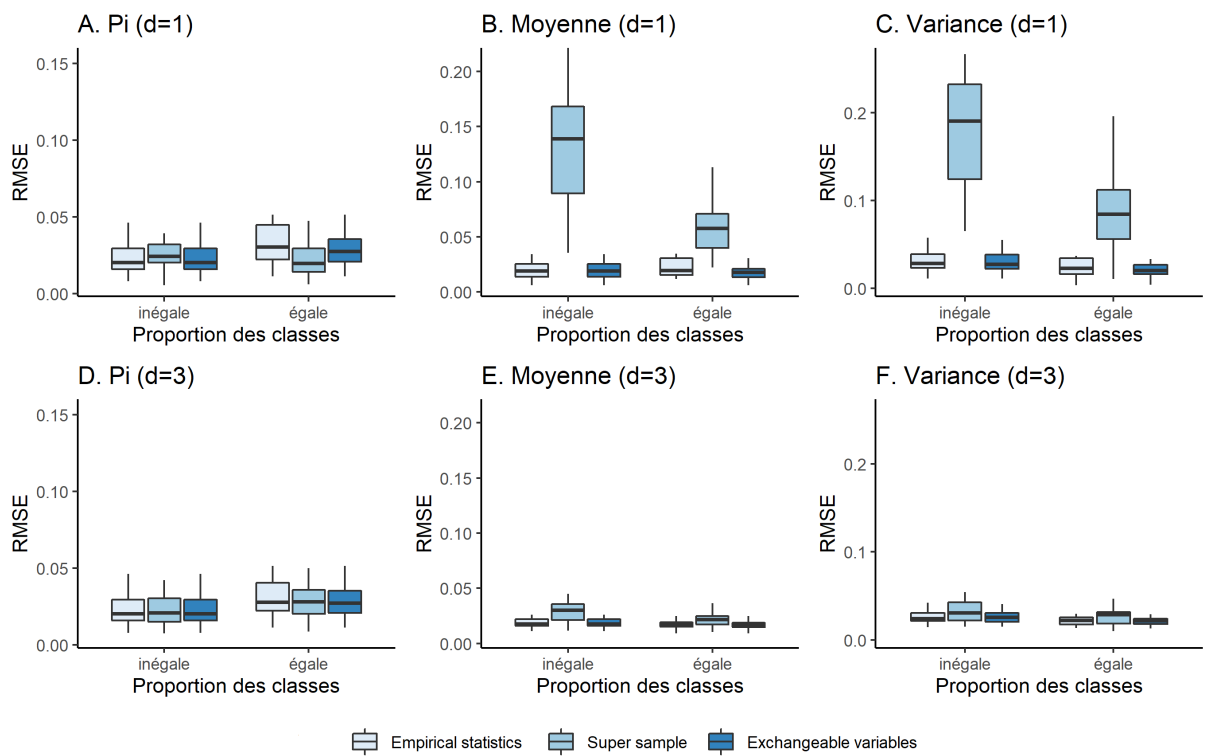 A. Pi (d=1)
B. Moyenne (d=1)
C. Variance (d=1)
RMSE
0.15
0.10
0.05
0.00
inégale
égale
Proportion des classes
RMSE
0.20
0.15
0.10
0.05
0.00
inégale
égale
Proportion des classes
RMSE
0.2
0.1
0.0
inégale
égale
Proportion des classes
D. Pi (d=3)
E. Moyenne (d=3)
F. Variance (d=3)
RMSE
0.15
0.10
0.05
0.00
inégale
égale
Proportion des classes
RMSE
0.20
0.15
0.10
0.05
0.00
inégale
égale
Proportion des classes
RMSE
0.2
0.1
0.0
inégale
égale
Proportion des classes
Empirical statistics
Super sample
Exchangeable variables